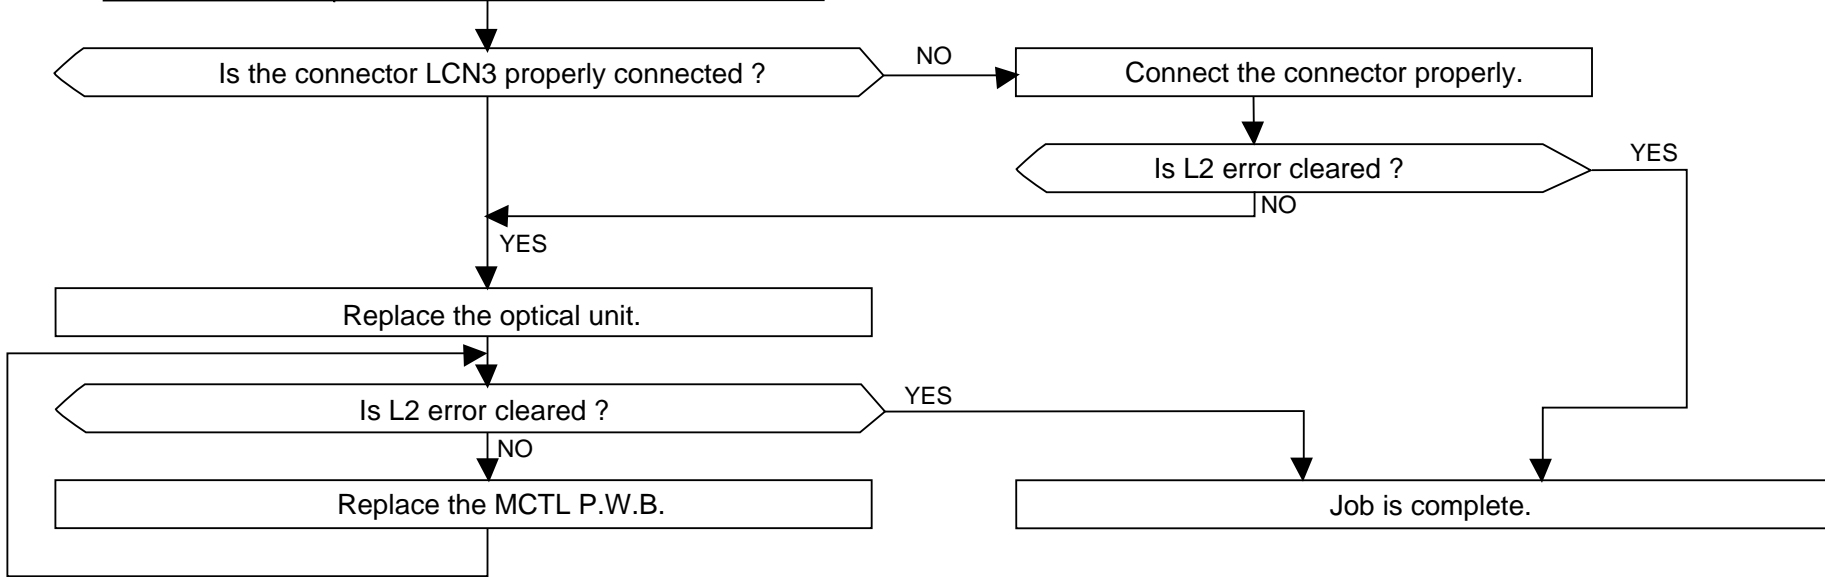 Is the connector LCN3 properly connected ?
NO
Connect the connector properly.
Is L2 error cleared ?
YES
NO
YES
Replace the optical unit.
Is L2 error cleared ?
YES
NO
Replace the MCTL P.W.B.
Job is complete.